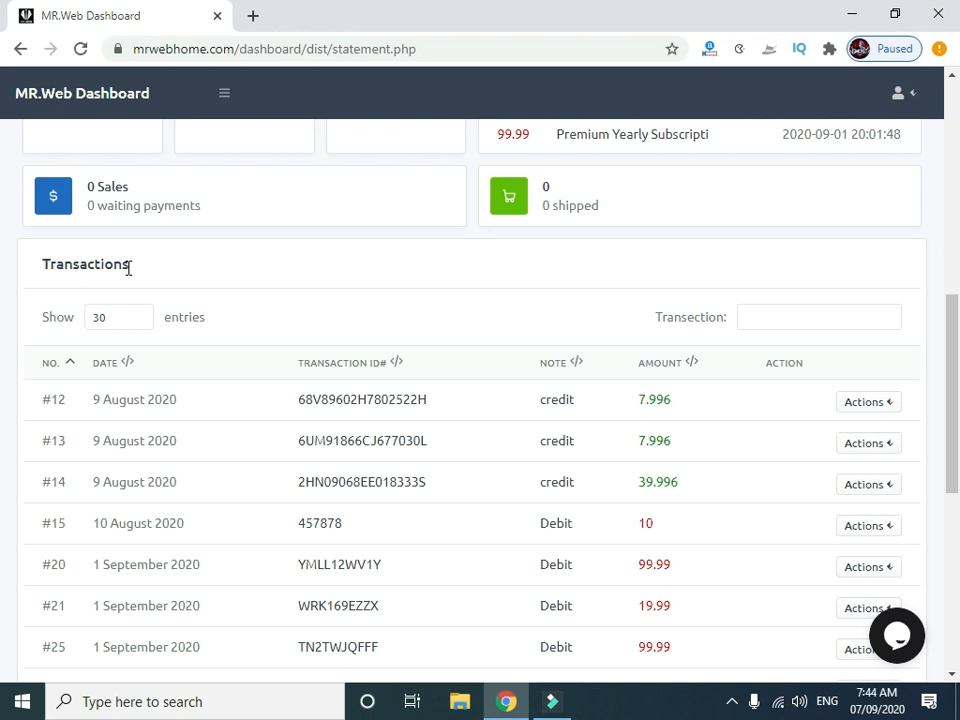 MR.Web Dashboard
mrwebhome.com/dashboard/dist/statement.php
IQ
Paused
MR.Web Dashboard
99.99 Premium Yearly Subscripti 2020-09-01 20:01:48
$ 0 Sales
0 waiting payments
0
0 shipped
Transactions
Show 30 entries
Transection:
NO. DATE </> TRANSACTION ID# </> NOTE </> AMOUNT </> ACTION
#12 9 August 2020 68V89602H7802522H credit 7.996 Actions
#13 9 August 2020 6UM91866CJ677030L credit 7.996 Actions
#14 9 August 2020 2HN09068EE018333S credit 39.996 Actions
#15 10 August 2020 457878 Debit 10 Actions
#20 1 September 2020 YMLL12WV1Y Debit 99.99 Actions
#21 1 September 2020 WRK169EZZX Debit 19.99 Actions
#25 1 September 2020 TN2TWJQFFF Debit 99.99
Type here to search
ENG
7:44 AM
07/09/2020